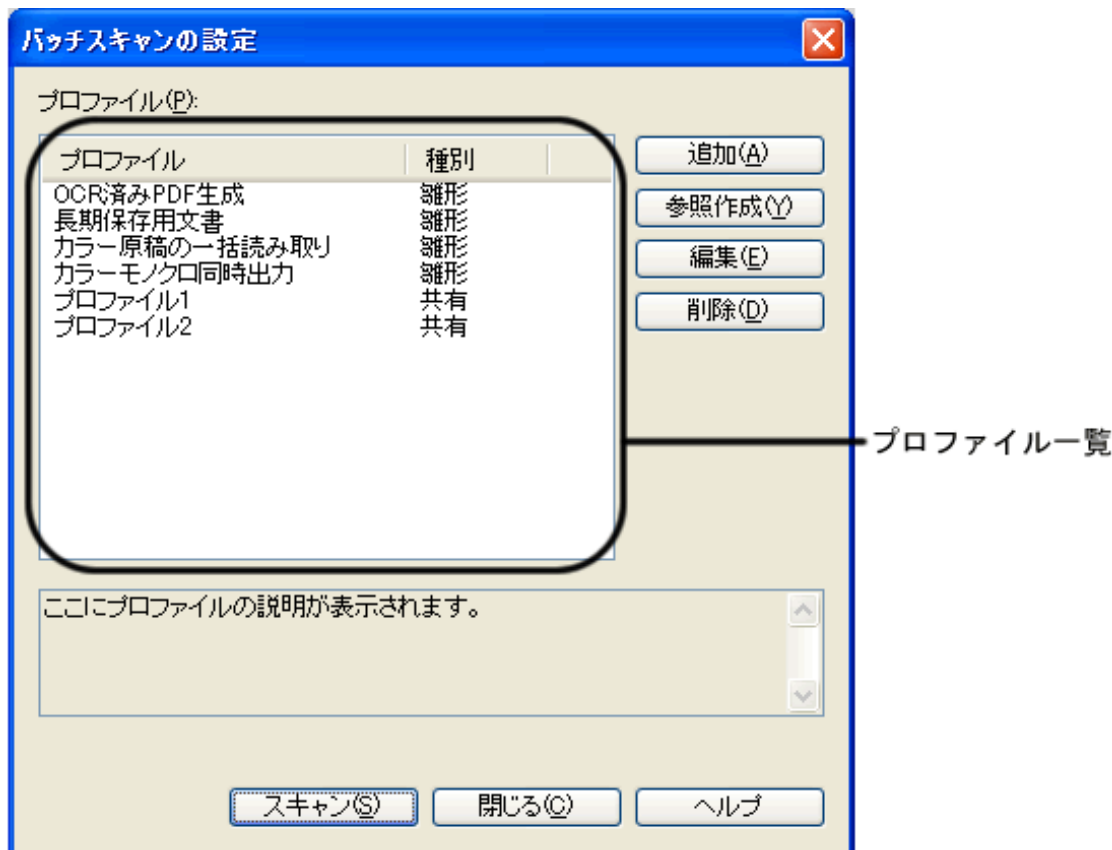 バッチスキャンの設定
プロファイル(P):
プロファイル 種別
OCR済みPDF生成 雛形
長期保存用文書 雛形
カラー原稿の一括読み取り 雛形
カラーモノクロ同時出力 雛形
プロファイル1 共有
プロファイル2 共有
追加(A)
参照作成(Y)
編集(E)
削除(D)
プロファイル一覧
ここにプロファイルの説明が表示されます。
スキャン(S) 閉じる(C) ヘルプ